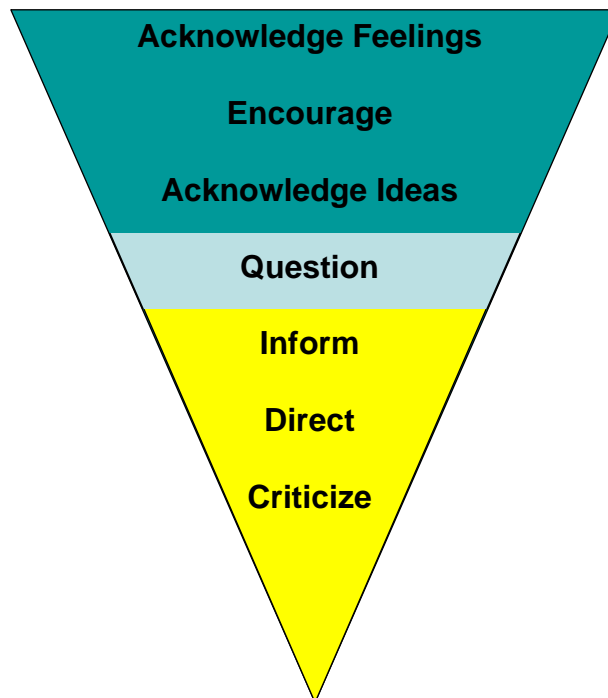 Acknowledge Feelings
Encourage
Acknowledge Ideas
Question
Inform
Direct
Criticize